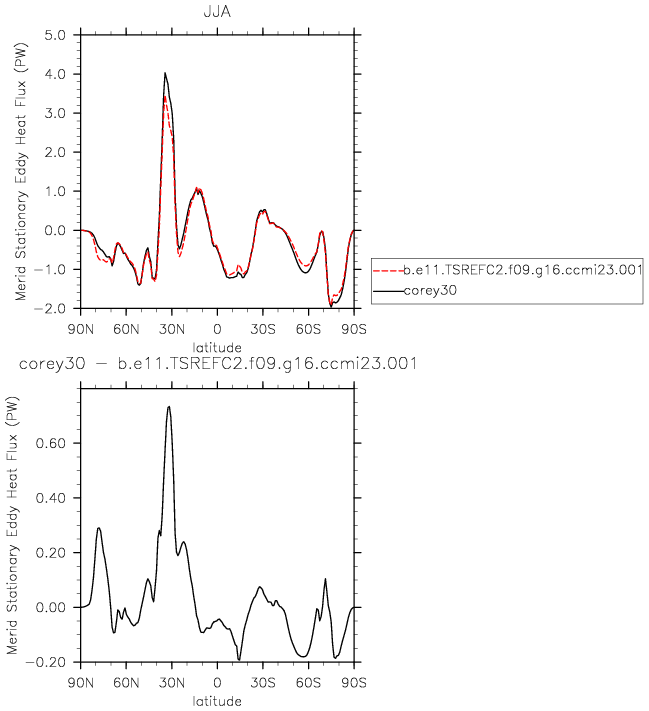 JJA
Merid Stationary Eddy Heat Flux (PW)
5.0
4.0
3.0
2.0
1.0
0.0
−1.0
−2.0
90N 60N 30N 0 30S 60S 90S
latitude
b.e11.TSREFC2.f09.g16.ccmi23.001
corey30
corey30 − b.e11.TSREFC2.f09.g16.ccmi23.001
Merid Stationary Eddy Heat Flux (PW)
0.60
0.40
0.20
0.00
−0.20
90N 60N 30N 0 30S 60S 90S
latitude